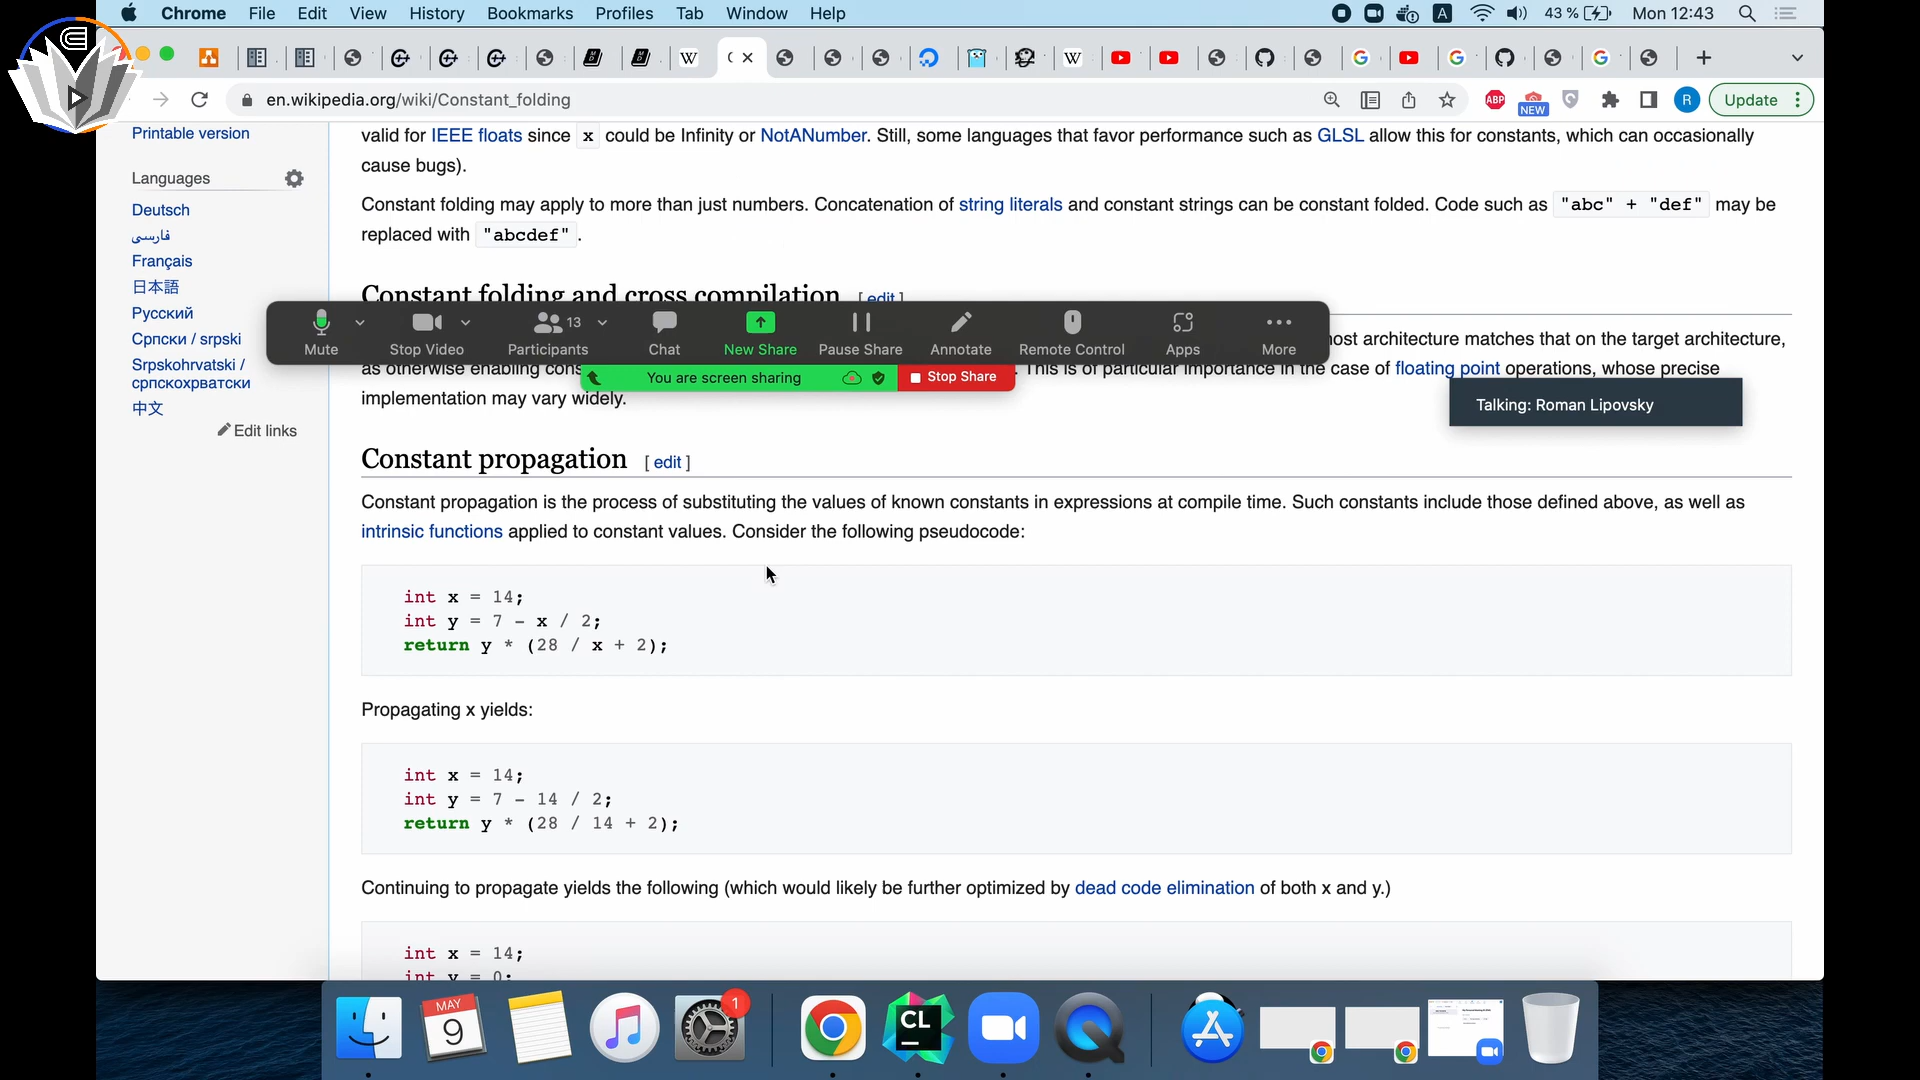 Chrome File Edit View History Bookmarks Profiles Tab Window Help A 43 % Mon 12:43
en.wikipedia.org/wiki/Constant_folding ABP NEW R Update
Printable version
Languages
Deutsch
فارسی
Français
日本語
Русский
Српски / srpski
Srpskohrvatski /
српскохрватски
中文
Edit links
valid for IEEE floats since x could be Infinity or NotANumber. Still, some languages that favor performance such as GLSL allow this for constants, which can occasionally
cause bugs).
Constant folding may apply to more than just numbers. Concatenation of string literals and constant strings can be constant folded. Code such as "abc" + "def" may be
replaced with "abcdef".
Constant folding and cross compilation [ edit ]
Mute Stop Video Participants 13 Chat New Share Pause Share Annotate Remote Control Apps More
host architecture matches that on the target architecture,
as otherwise enabling
This is of particular importance in the case of floating point operations, whose precise
You are screen sharing Stop Share
implementation may vary widely.
Talking: Roman Lipovsky
Constant propagation [ edit ]
Constant propagation is the process of substituting the values of known constants in expressions at compile time. Such constants include those defined above, as well as
intrinsic functions applied to constant values. Consider the following pseudocode:
int x = 14;
int y = 7 - x / 2;
return y * (28 / x + 2);
Propagating x yields:
int x = 14;
int y = 7 - 14 / 2;
return y * (28 / 14 + 2);
Continuing to propagate yields the following (which would likely be further optimized by dead code elimination of both x and y.)
int x = 14;
int y = 0;
MAY
9
1
CL